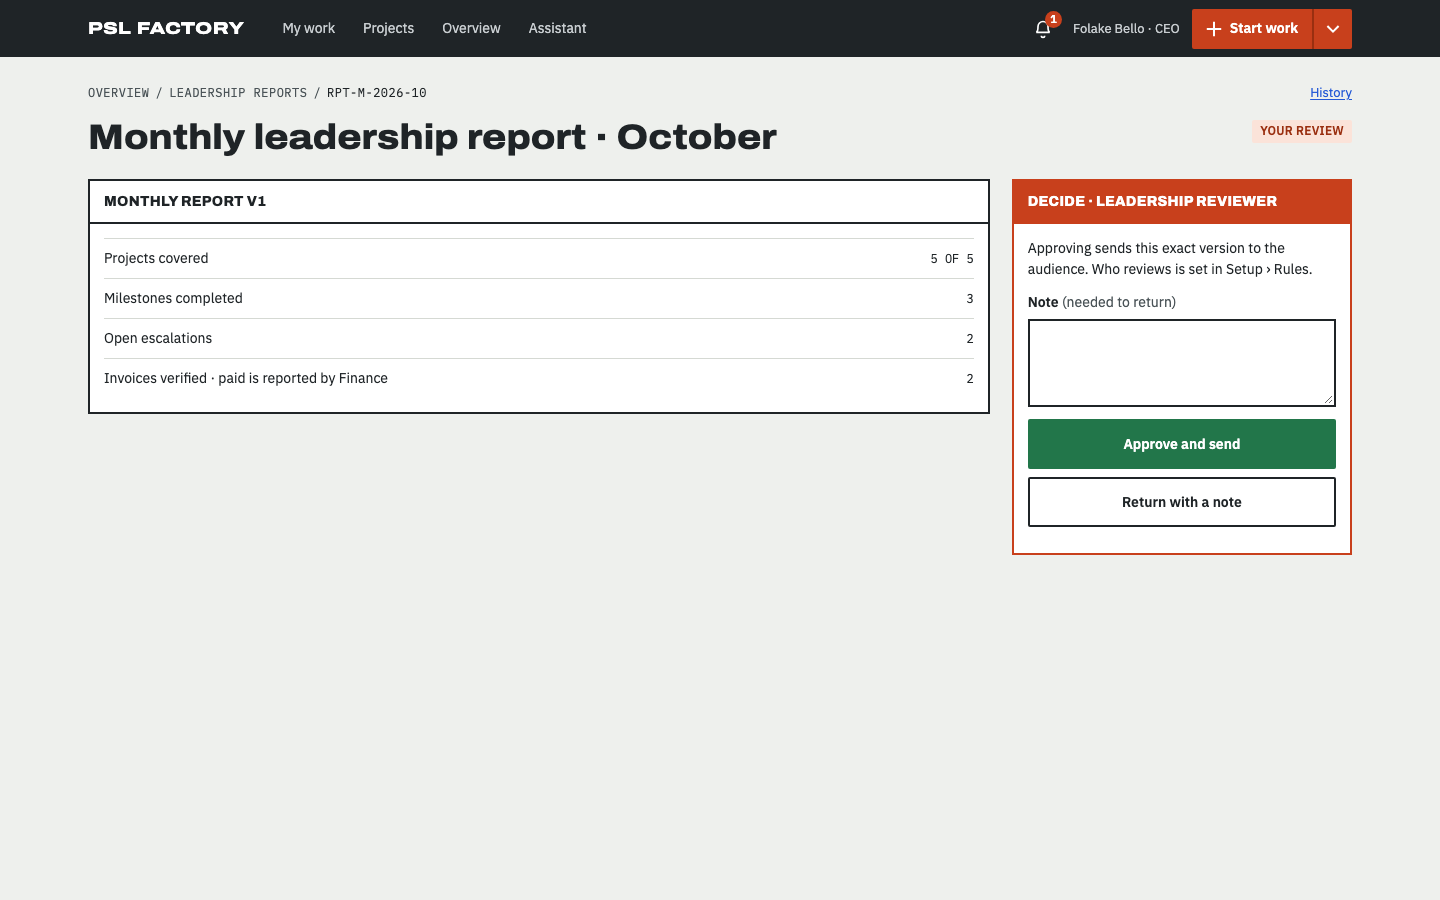 PSL FACTORY
My work
Projects
Overview
Assistant
1
Folake Bello · CEO
Start work
OVERVIEW / LEADERSHIP REPORTS / RPT-M-2026-10
History
Monthly leadership report · October
YOUR REVIEW
MONTHLY REPORT V1
Projects covered 5 OF 5
Milestones completed 3
Open escalations 2
Invoices verified · paid is reported by Finance 2
DECIDE · LEADERSHIP REVIEWER
Approving sends this exact version to the
audience. Who reviews is set in Setup › Rules.
Note (needed to return)
Approve and send
Return with a note